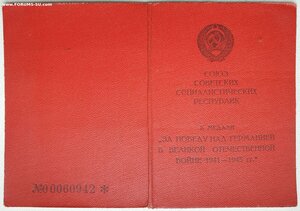 www.FORUMS-SU.com
СОЮЗ
СОВЕТСКИХ
СОЦИАЛИСТИЧЕСКИХ
РЕСПУБЛИК
К МЕДАЛИ
"ЗА ПОБЕДУ НАД ГЕРМАНИЕЙ
В ВЕЛИКОЙ ОТЕЧЕСТВЕННОЙ
ВОЙНЕ 1941—1945 гг."
№0060942 *